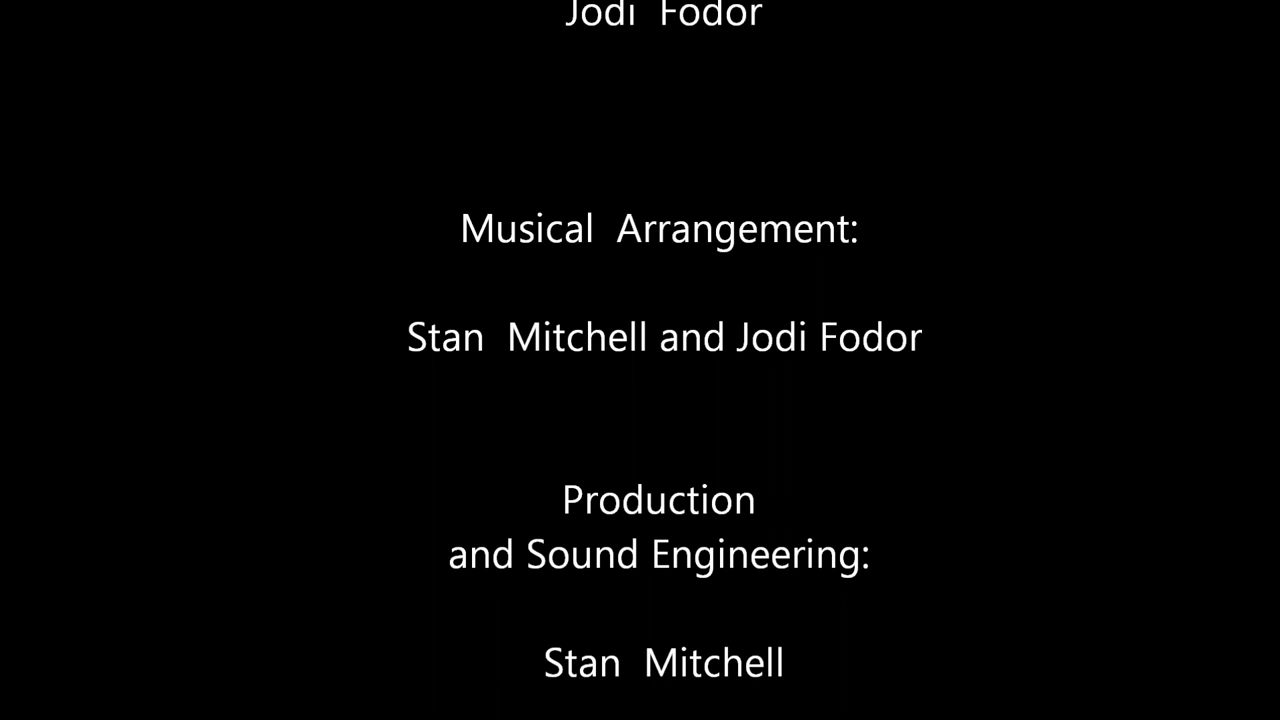 Jodi Fodor
Musical Arrangement:
Stan Mitchell and Jodi Fodor
Production
and Sound Engineering:
Stan Mitchell